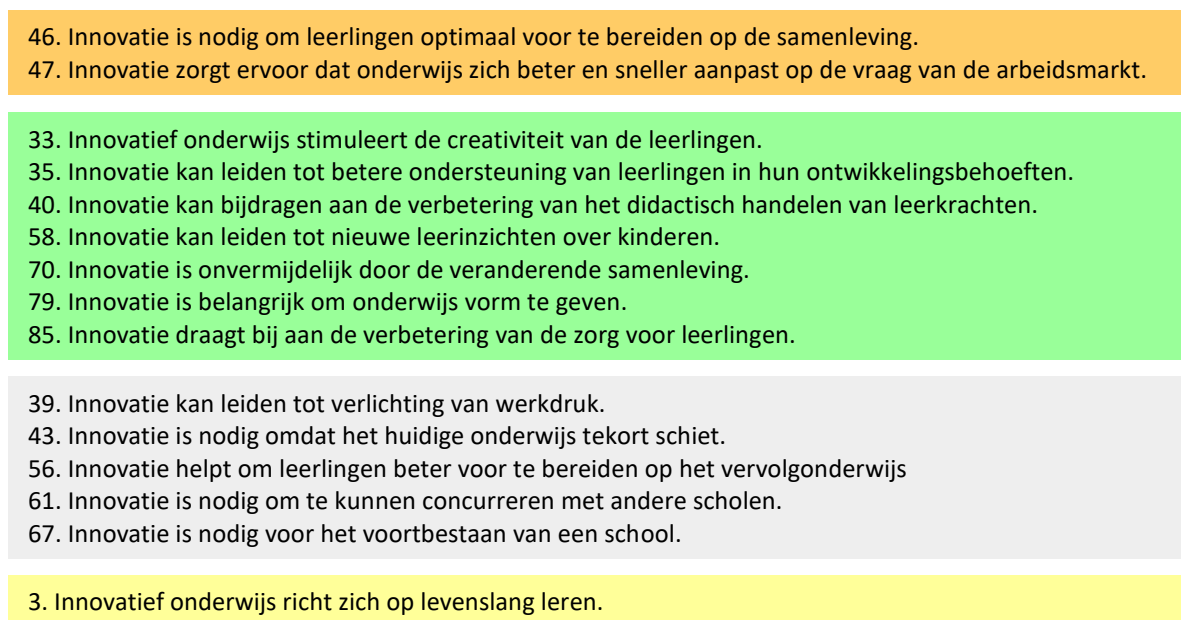 46. Innovatie is nodig om leerlingen optimaal voor te bereiden op de samenleving.
47. Innovatie zorgt ervoor dat onderwijs zich beter en sneller aanpast op de vraag van de arbeidsmarkt.
33. Innovatief onderwijs stimuleert de creativiteit van de leerlingen.
35. Innovatie kan leiden tot betere ondersteuning van leerlingen in hun ontwikkelingsbehoeften.
40. Innovatie kan bijdragen aan de verbetering van het didactisch handelen van leerkrachten.
58. Innovatie kan leiden tot nieuwe leerinzichten over kinderen.
70. Innovatie is onvermijdelijk door de veranderende samenleving.
79. Innovatie is belangrijk om onderwijs vorm te geven.
85. Innovatie draagt bij aan de verbetering van de zorg voor leerlingen.
39. Innovatie kan leiden tot verlichting van werkdruk.
43. Innovatie is nodig omdat het huidige onderwijs tekort schiet.
56. Innovatie helpt om leerlingen beter voor te bereiden op het vervolgonderwijs
61. Innovatie is nodig om te kunnen concurreren met andere scholen.
67. Innovatie is nodig voor het voortbestaan van een school.
3. Innovatief onderwijs richt zich op levenslang leren.